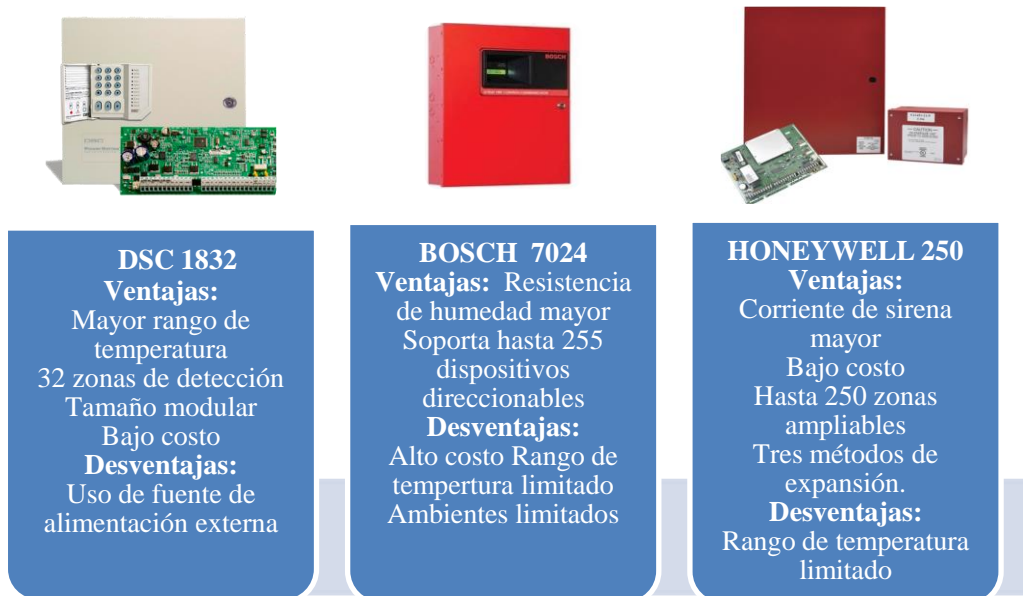 BOSCH
DSC 1832
Ventajas:
Mayor rango de
temperatura
32 zonas de detección
Tamaño modular
Bajo costo
Desventajas:
Uso de fuente de
alimentación externa
BOSCH 7024
Ventajas: Resistencia
de humedad mayor
Soporta hasta 255
dispositivos
direccionables
Desventajas:
Alto costo Rango de
tempertura limitado
Ambientes limitados
HONEYWELL 250
Ventajas:
Corriente de sirena
mayor
Bajo costo
Hasta 250 zonas
ampliables
Tres métodos de
expansión.
Desventajas:
Rango de temperatura
limitado